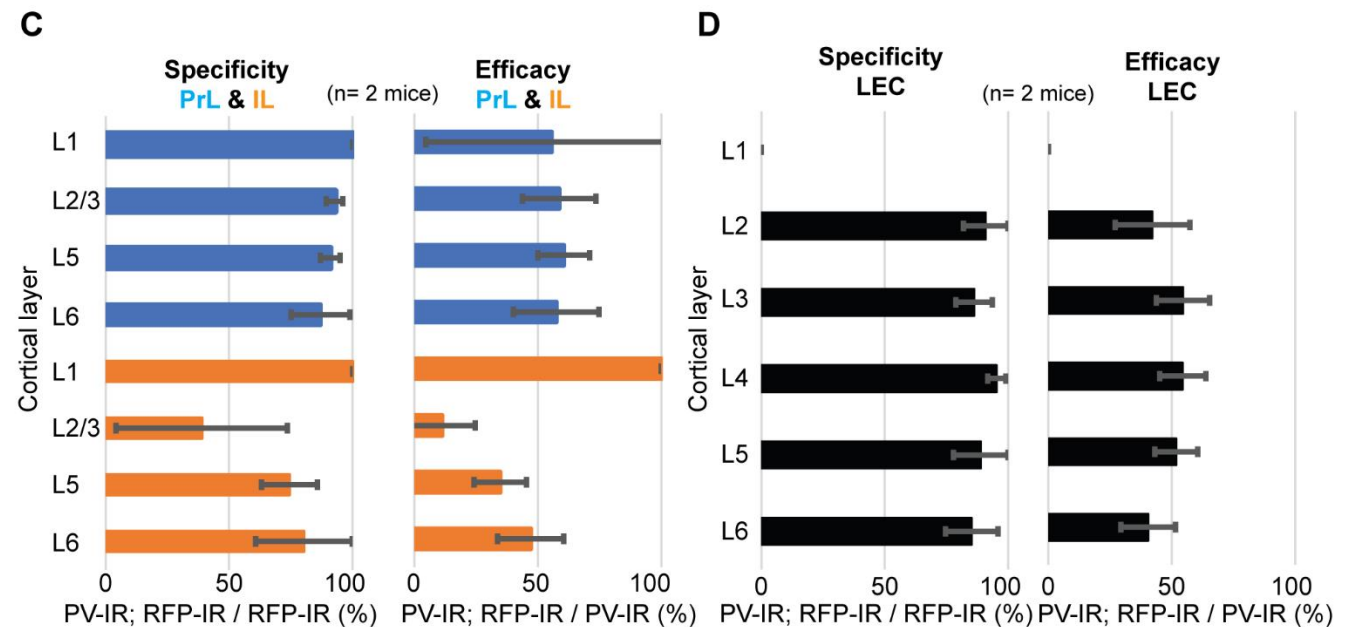 C
Specificity
PrL & IL
(n= 2 mice)
Efficacy
PrL & IL
Cortical layer
L1
L2/3
L5
L6
L1
L2/3
L5
L6
0 50 100
PV-IR; RFP-IR / RFP-IR (%)
0 50 100
PV-IR; RFP-IR / PV-IR (%)
D
Specificity
LEC
(n= 2 mice)
Efficacy
LEC
Cortical layer
L1
L2
L3
L4
L5
L6
0 50 100
PV-IR; RFP-IR / RFP-IR (%)
0 50 100
PV-IR; RFP-IR / PV-IR (%)